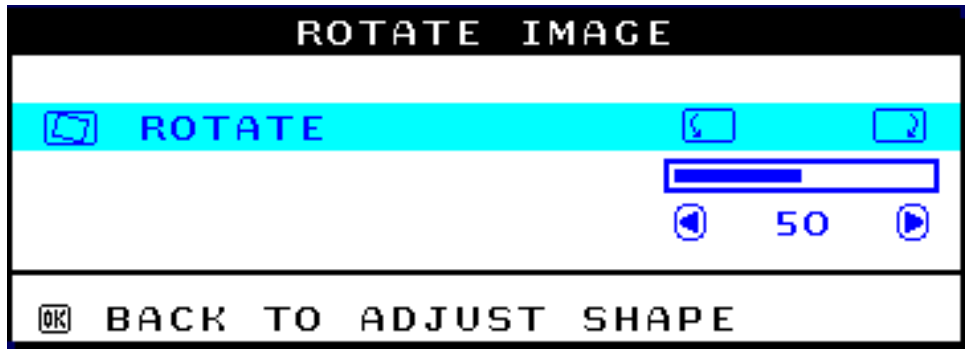 ROTATE IMAGE
ROTATE
50
OK BACK TO ADJUST SHAPE